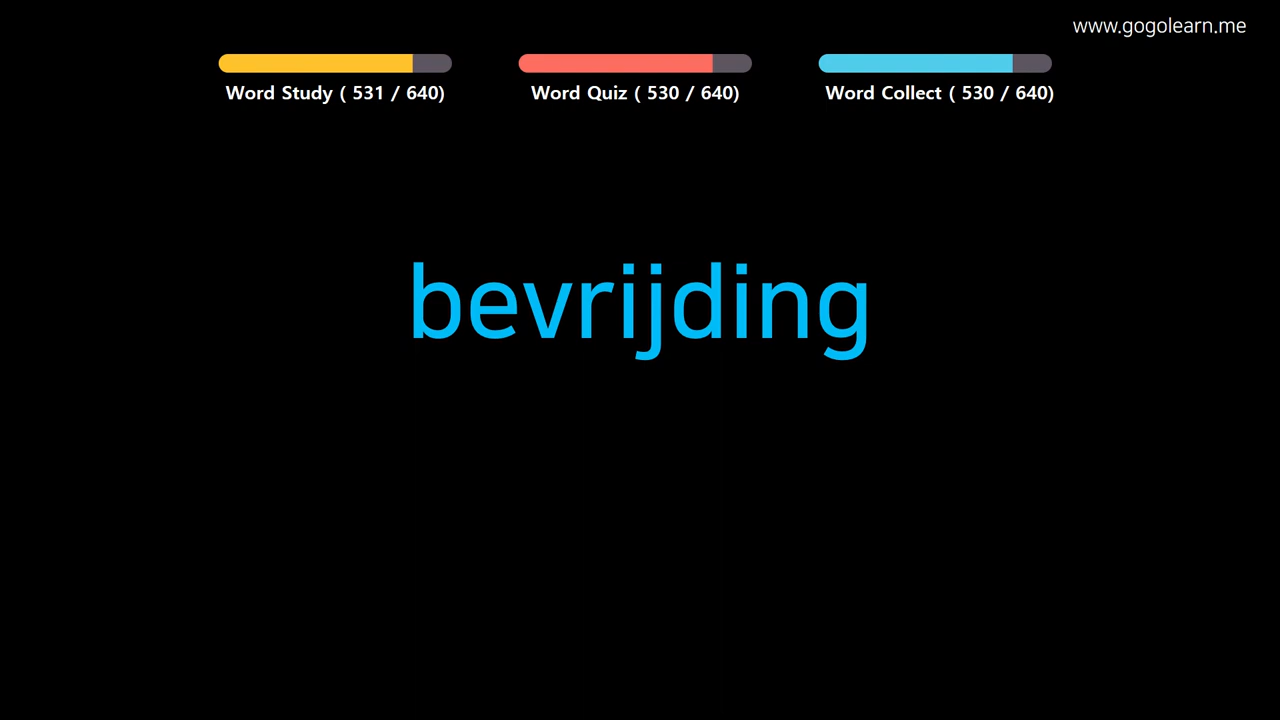 www.gogolearn.me
Word Study ( 531 / 640)
Word Quiz ( 530 / 640)
Word Collect ( 530 / 640)
bevrijding